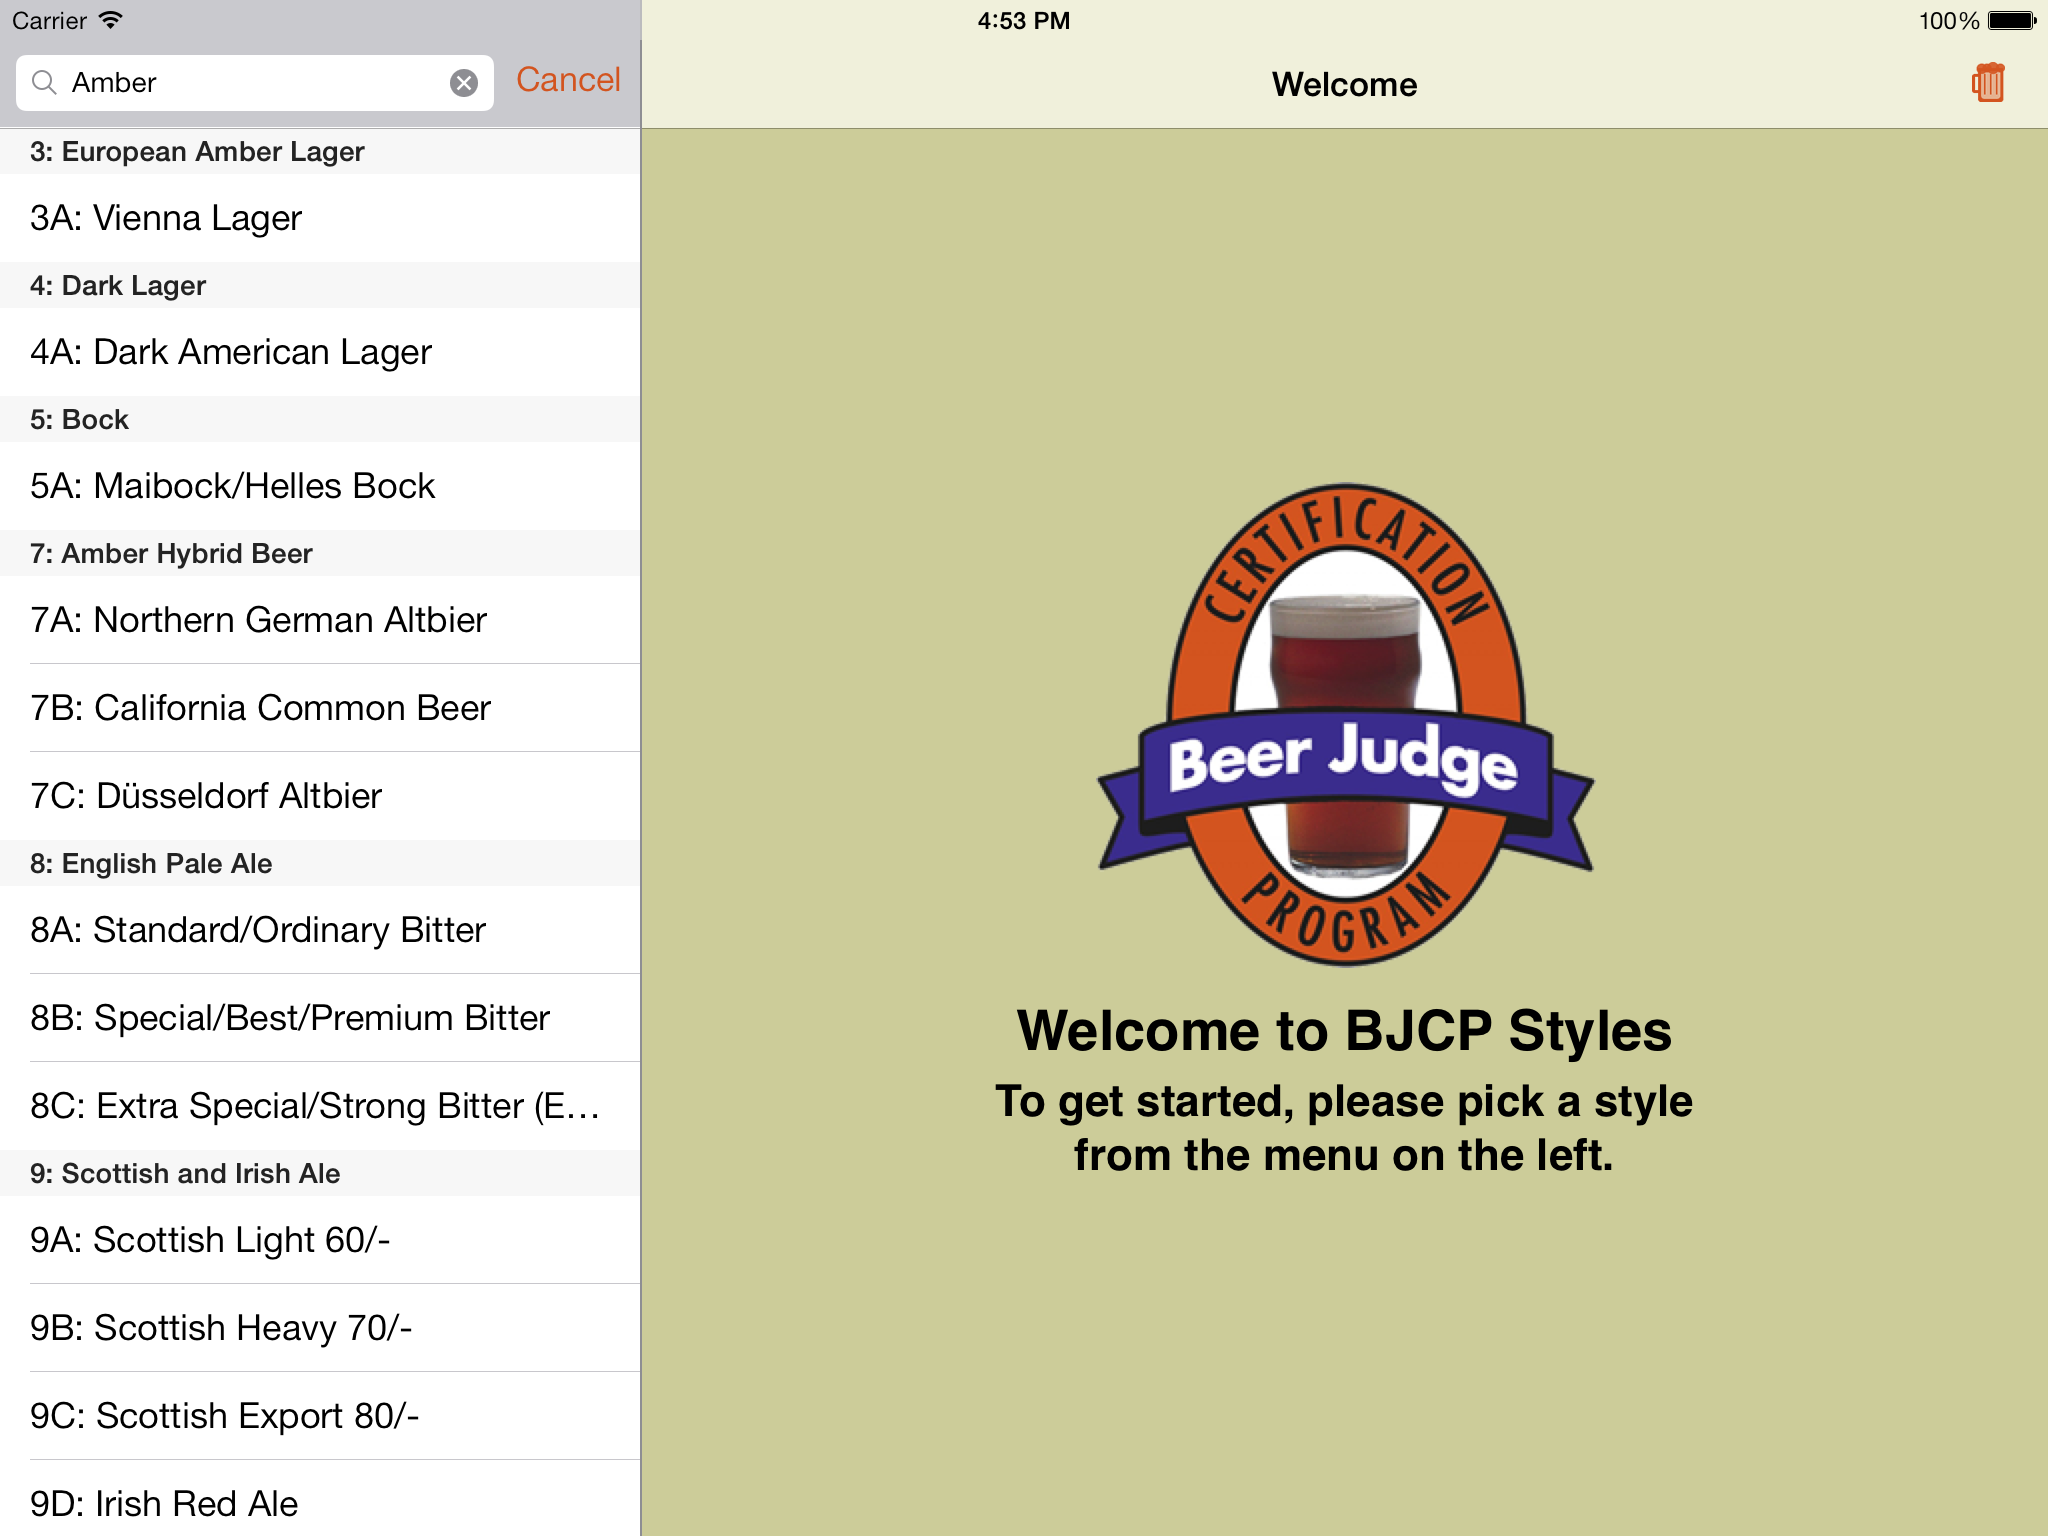 Carrier
4:53 PM
100%
Amber
Cancel
3: European Amber Lager
3A: Vienna Lager
4: Dark Lager
4A: Dark American Lager
5: Bock
5A: Maibock/Helles Bock
7: Amber Hybrid Beer
7A: Northern German Altbier
7B: California Common Beer
7C: Düsseldorf Altbier
8: English Pale Ale
8A: Standard/Ordinary Bitter
8B: Special/Best/Premium Bitter
8C: Extra Special/Strong Bitter (E…
9: Scottish and Irish Ale
9A: Scottish Light 60/-
9B: Scottish Heavy 70/-
9C: Scottish Export 80/-
9D: Irish Red Ale
Welcome
CERTIFICATION
Beer Judge
PROGRAM
Welcome to BJCP Styles
To get started, please pick a style
from the menu on the left.